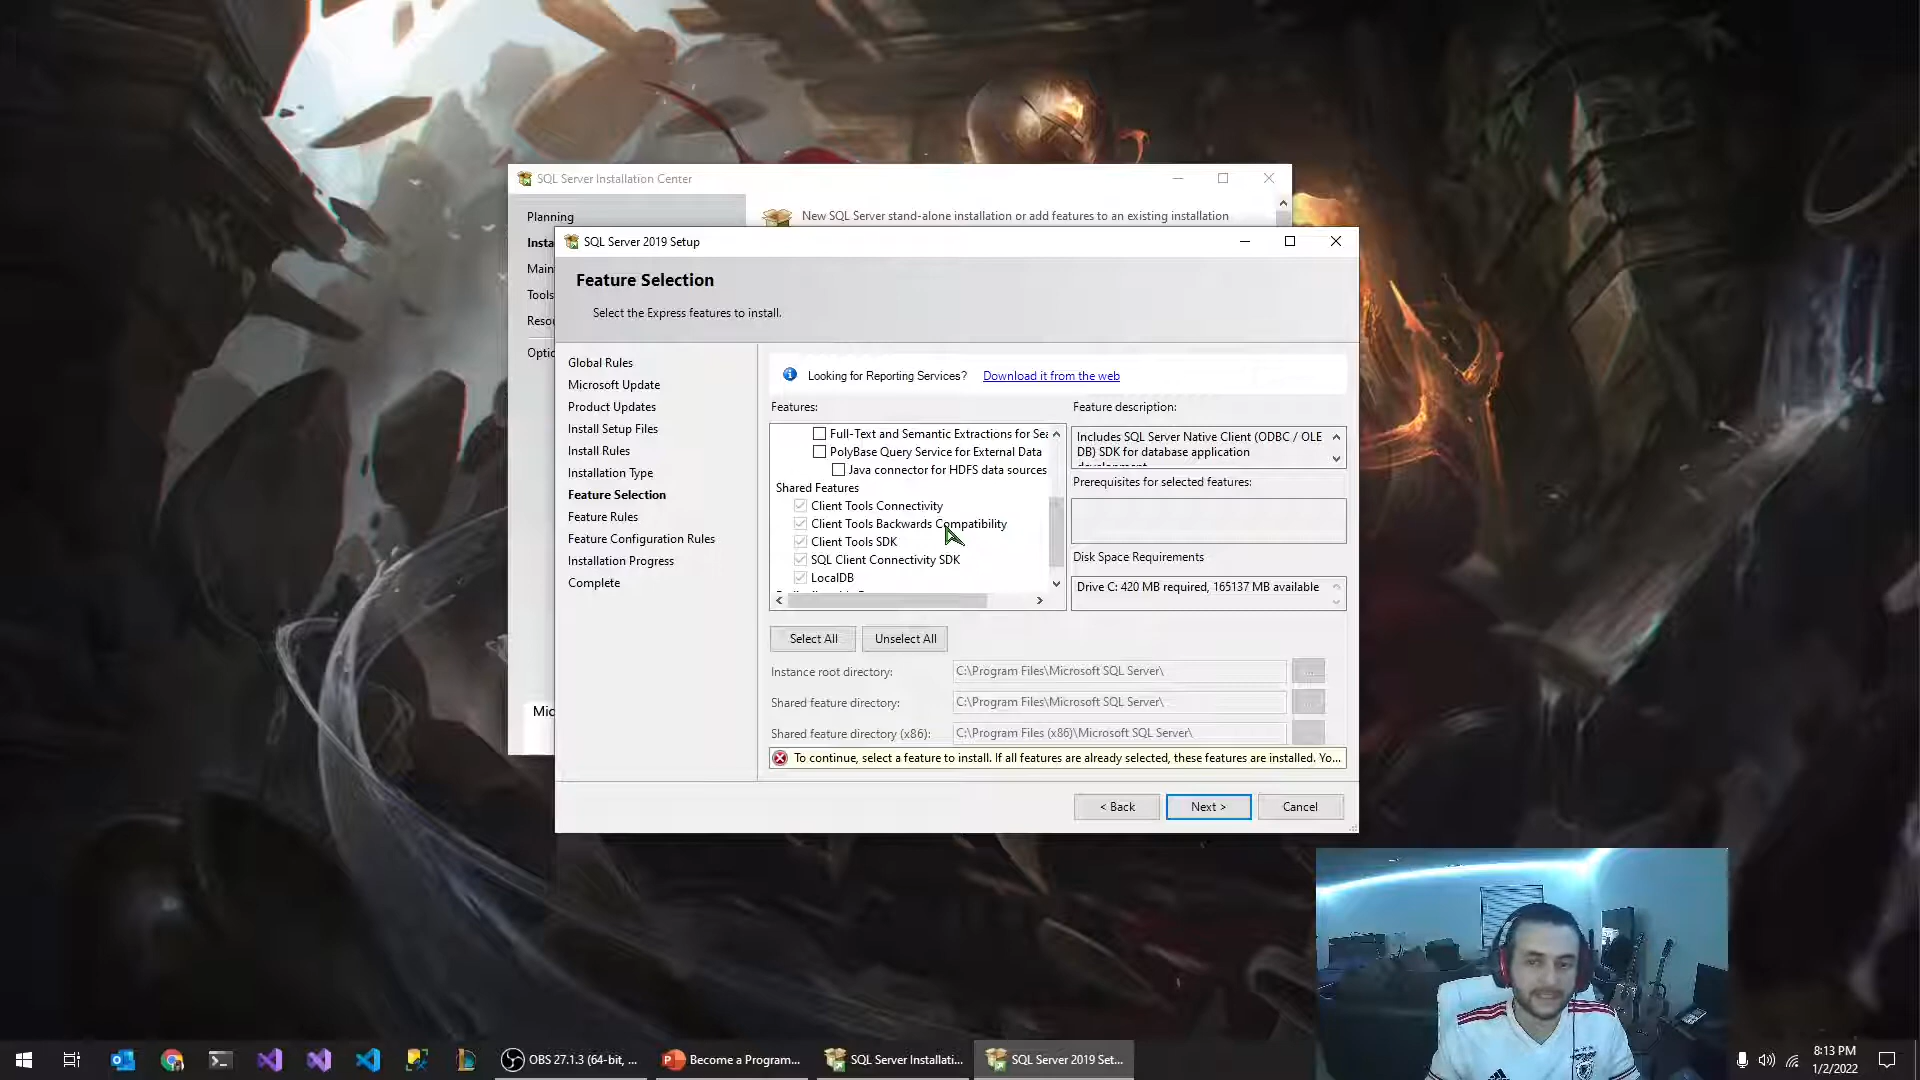 SQL Server Installation Center
Planning
New SQL Server stand-alone installation or add features to an existing installation
Insta
SQL Server 2019 Setup
Main
Tools
Reso
Optio
Mic
Feature Selection
Select the Express features to install.
Global Rules
Microsoft Update
Product Updates
Install Setup Files
Install Rules
Installation Type
Feature Selection
Feature Rules
Feature Configuration Rules
Installation Progress
Complete
Looking for Reporting Services? Download it from the web
Features:
Full-Text and Semantic Extractions for Sea
PolyBase Query Service for External Data
Java connector for HDFS data sources
Shared Features
Client Tools Connectivity
Client Tools Backwards Compatibility
Client Tools SDK
SQL Client Connectivity SDK
LocalDB
Feature description:
Includes SQL Server Native Client (ODBC / OLE
DB) SDK for database application
Prerequisites for selected features:
Disk Space Requirements
Drive C: 420 MB required, 165137 MB available
Select All
Unselect All
Instance root directory: C:\Program Files\Microsoft SQL Server\
Shared feature directory: C:\Program Files\Microsoft SQL Server\
Shared feature directory (x86): C:\Program Files (x86)\Microsoft SQL Server\
To continue, select a feature to install. If all features are already selected, these features are installed. Yo...
< Back
Next >
Cancel
OBS 27.1.3 (64-bit, ...
Become a Program...
SQL Server Installati...
SQL Server 2019 Set...
8:13 PM
1/2/2022